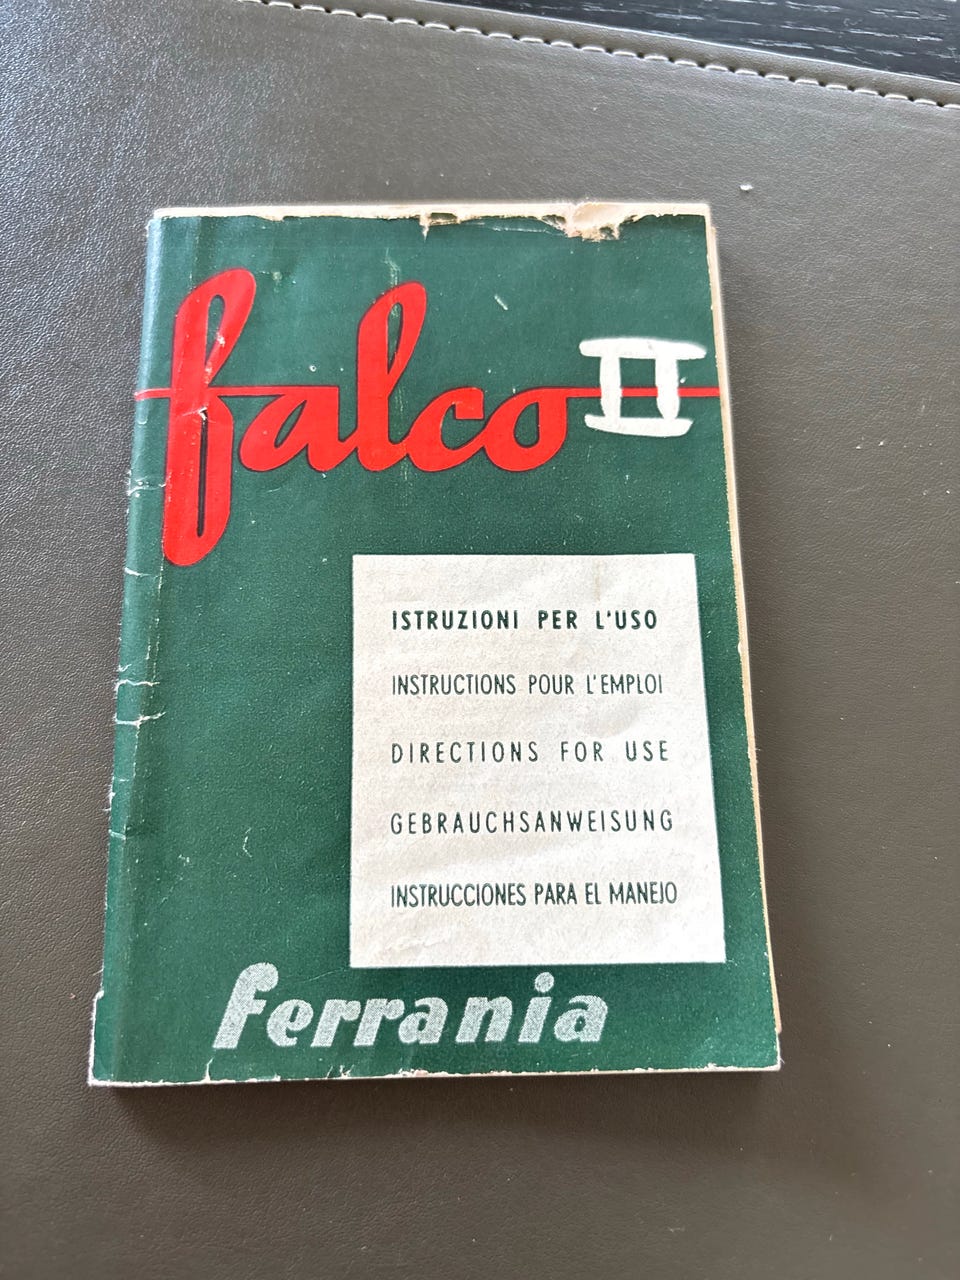 falco II
ISTRUZIONI PER L'USO
INSTRUCTIONS POUR L'EMPLOI
DIRECTIONS FOR USE
GEBRAUCHSANWEISUNG
INSTRUCCIONES PARA EL MANEJO
ferrania